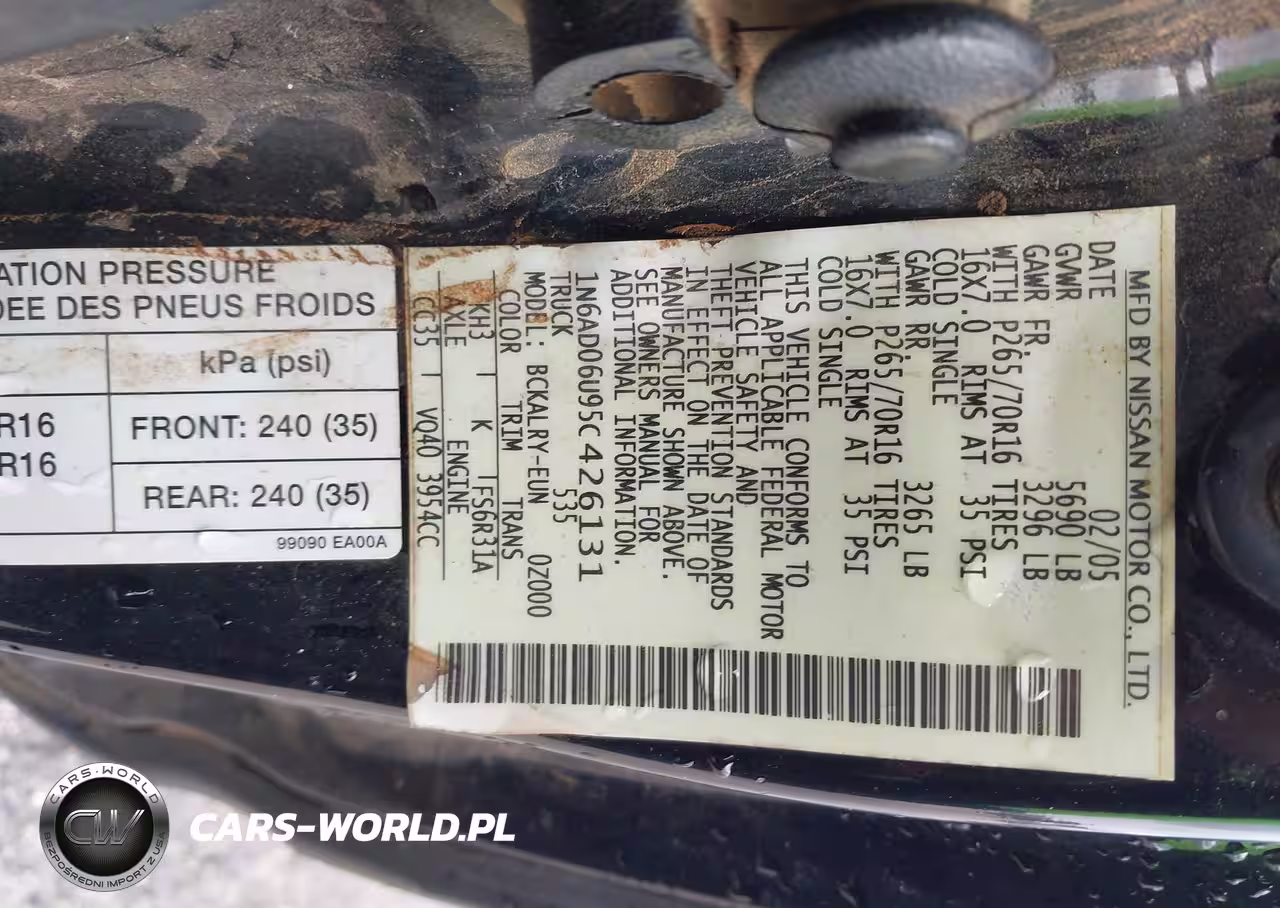 ATION PRESSURE
DEE DES PNEUS FROIDS
kPa (psi)
R16
FRONT: 240 (35)
R16
REAR: 240 (35)
99090 EA00A
MFD BY NISSAN MOTOR CO., LTD.
DATE 02/05
GVWR 5690 LB
GAWR FR. 3296 LB
WITH P265/70R16 TIRES
16X7.0 RIMS AT 35 PSI
COLD SINGLE
GAWR RR. 3265 LB
WITH P265/70R16 TIRES
16X7.0 RIMS AT 35 PSI
COLD SINGLE
THIS VEHICLE CONFORMS TO
ALL APPLICABLE FEDERAL MOTOR
VEHICLE SAFETY AND
THEFT PREVENTION STANDARDS
IN EFFECT ON THE DATE OF
MANUFACTURE SHOWN ABOVE.
SEE OWNERS MANUAL FOR
ADDITIONAL INFORMATION.
1N6AD06U95C426131
TRUCK 535
MODEL: BCKALRY-EUN 0Z000
COLOR TRIM TRANS
KH3 K FS6R31A
AXLE ENGINE
CC35 VQ40 3954CC
CARS-WORLD
CW
BEZPOŚREDNI IMPORT Z USA
CARS-WORLD.PL